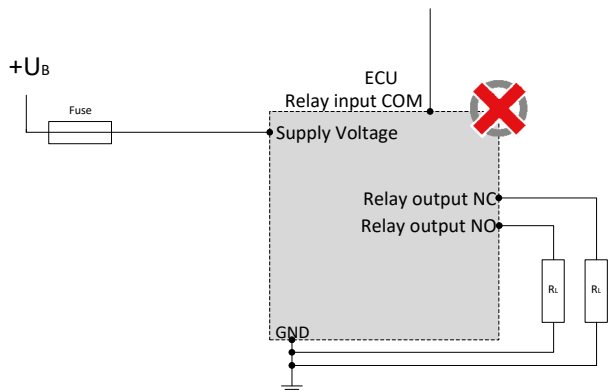 +UB
Fuse
ECU
Relay input COM
Supply Voltage
Relay output NC
Relay output NO
RL
RL
GND